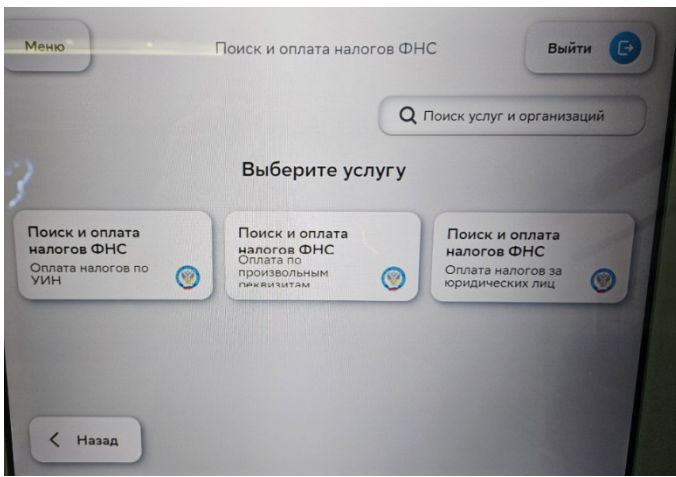 Меню
Поиск и оплата налогов ФНС
Выйти
Поиск услуг и организаций
Выберите услугу
Поиск и оплата
налогов ФНС
Оплата налогов по
УИН
Поиск и оплата
налогов ФНС
Оплата по
произвольным
реквизитам
Поиск и оплата
налогов ФНС
Оплата налогов за
юридических лиц
Назад